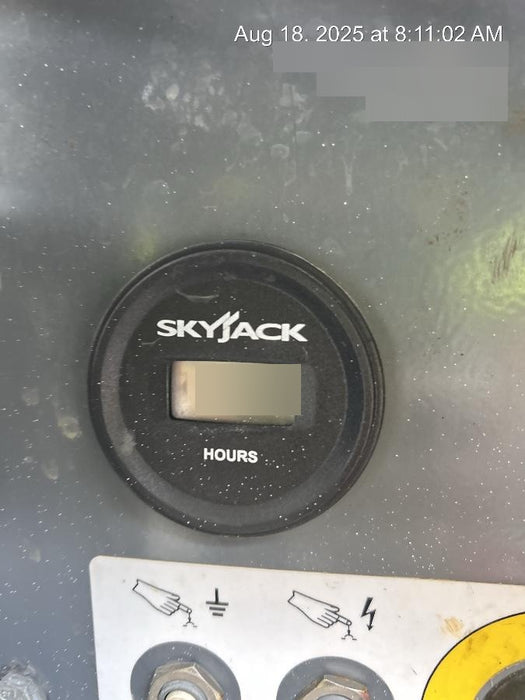 Aug 18, 2025 at 8:11:02 AM
SKYJACK
HOURS